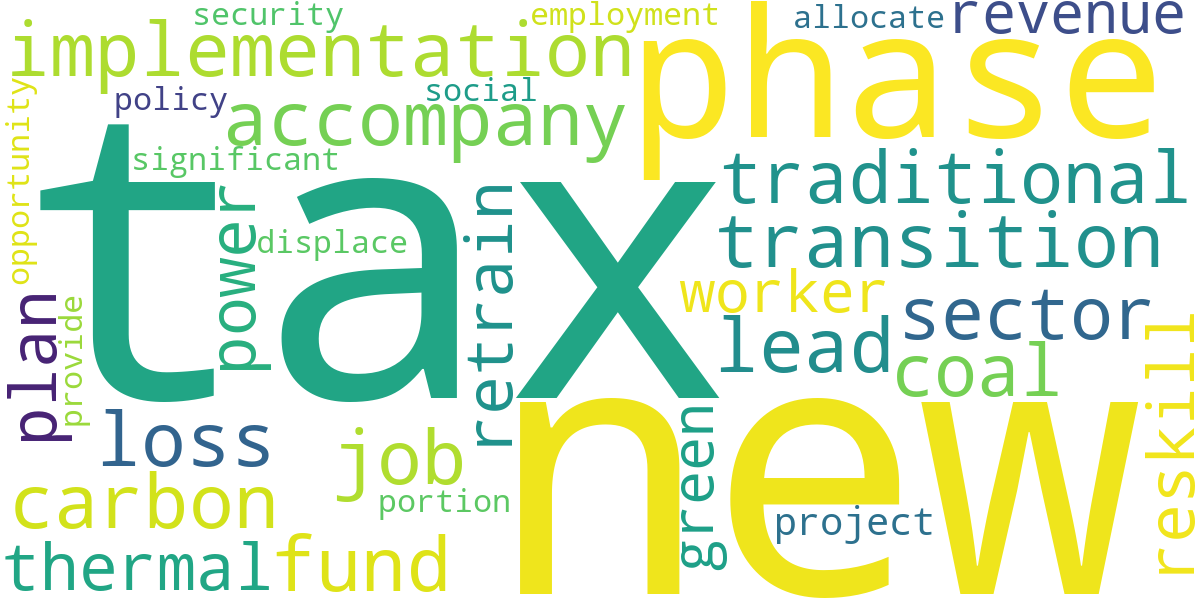 security
employment
allocate
revenue
implementation
phase
opportunity
policy
social
accompany
significant
tax
traditional
power
displace
retrain
transition
worker
sector
plan
provide
lead
coal
reskill
loss
job
new
green
carbon
portion
project
thermal
fund